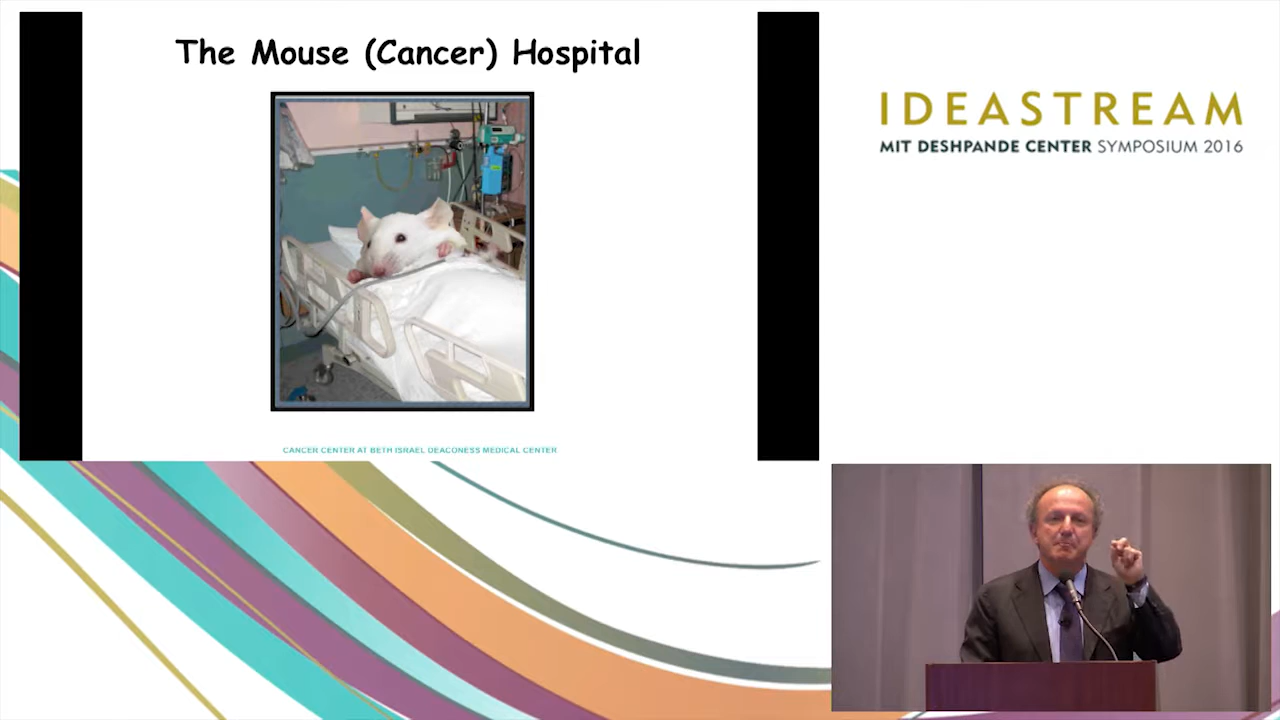 The Mouse (Cancer) Hospital
CANCER CENTER AT BETH ISRAEL DEACONESS MEDICAL CENTER
IDEASTREAM
MIT DESHPANDE CENTER SYMPOSIUM 2016